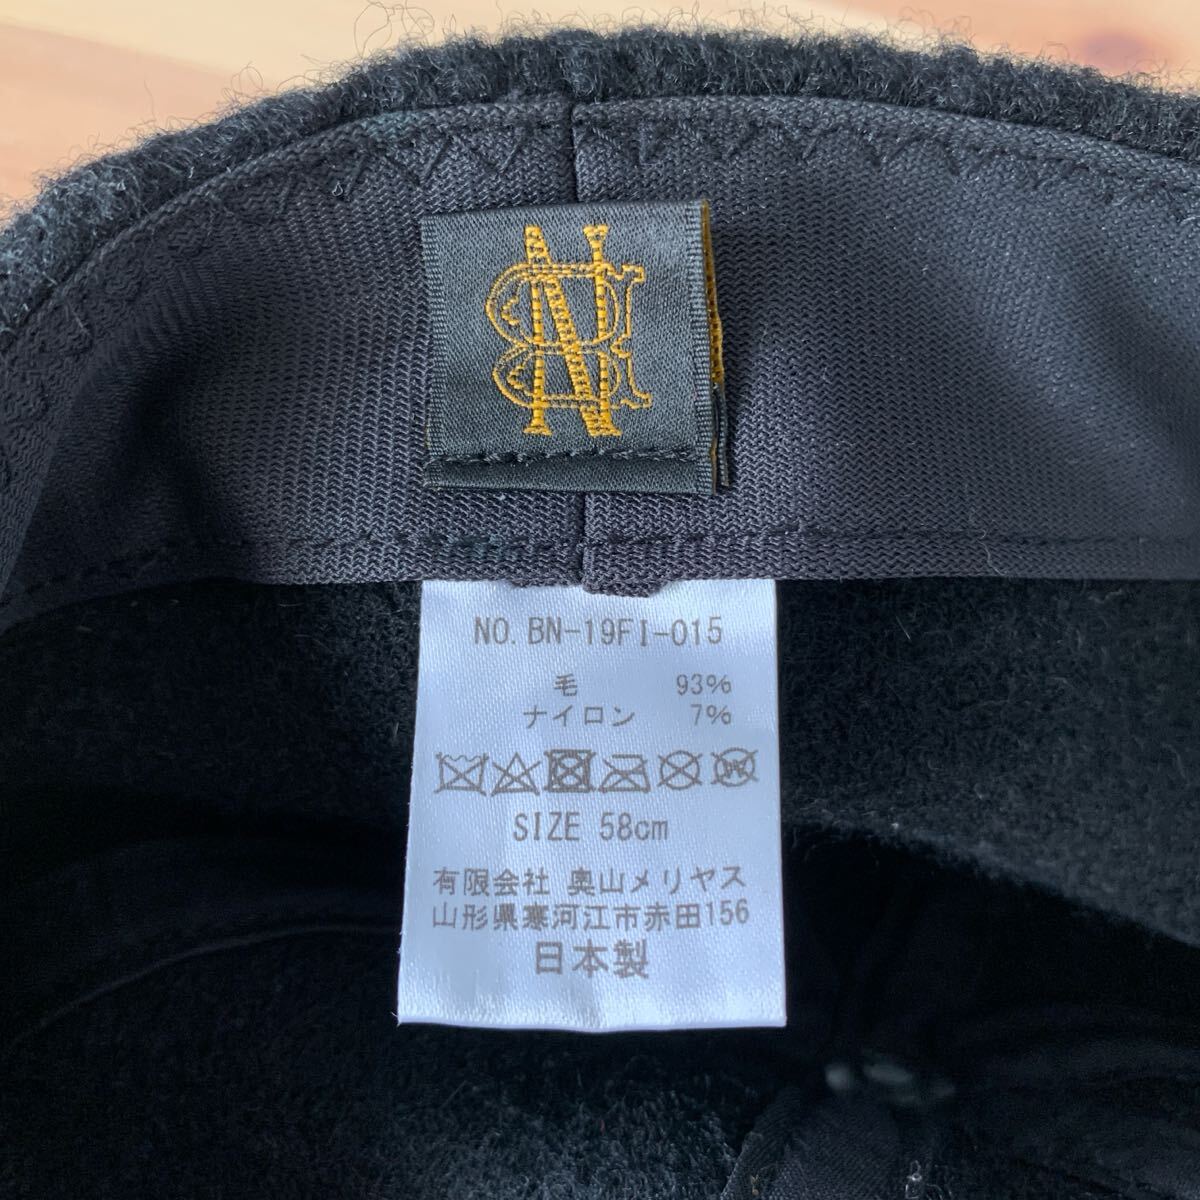 NO. BN-19FI-015
毛 93%
ナイロン 7%
SIZE 58cm
有限会社 奥山メリヤス
山形県寒河江市赤田156
日本製